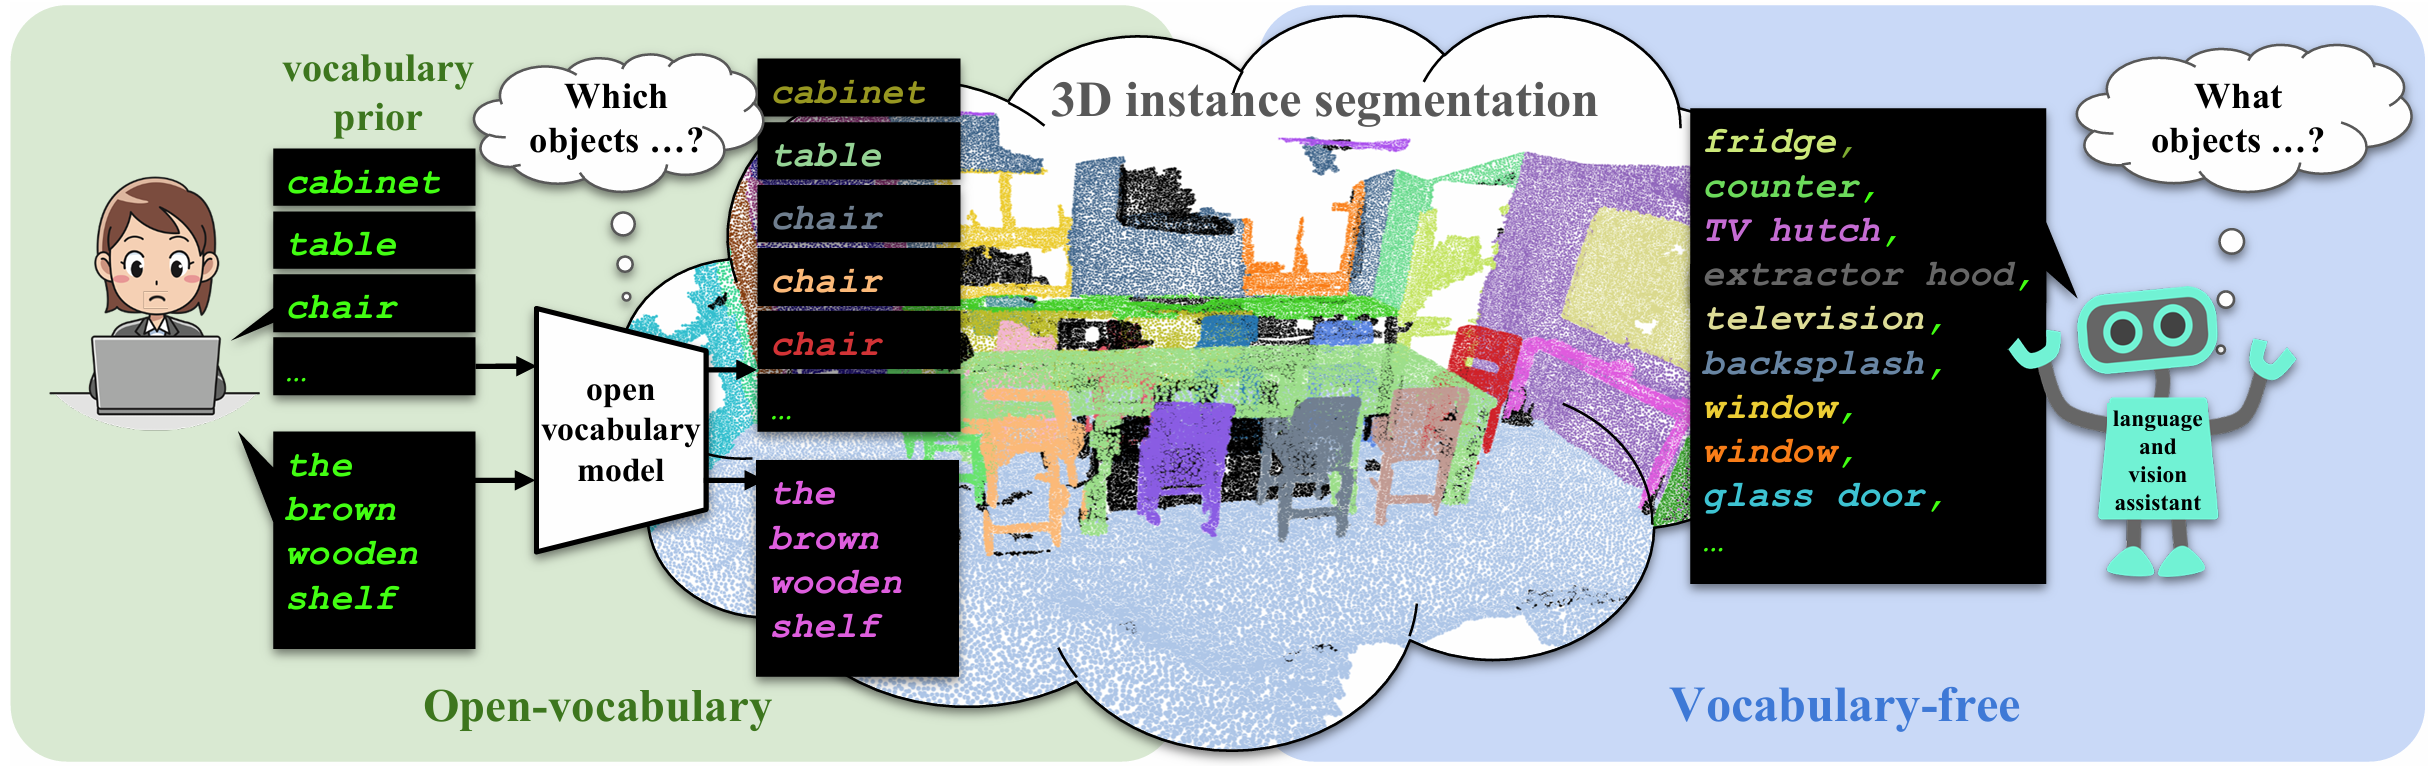 vocabulary
prior
cabinet
table
chair
...
the
brown
wooden
shelf
Which
objects ...?
open
vocabulary
model
cabinet
table
chair
chair
chair
...
the
brown
wooden
shelf
Open-vocabulary
3D instance segmentation
fridge,
counter,
TV hutch,
extractor hood,
television,
backsplash,
window,
window,
glass door,
...
What
objects ...?
language
and
vision
assistant
Vocabulary-free